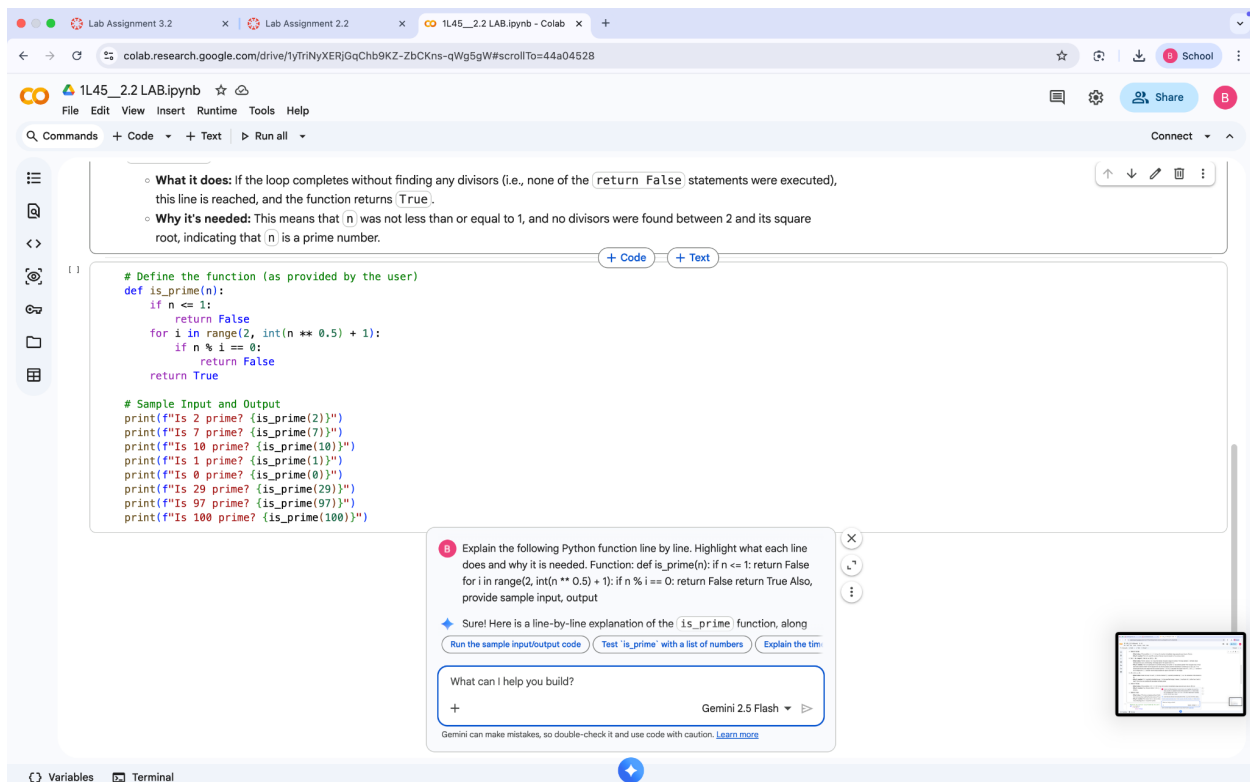 Lab Assignment 3.2
Lab Assignment 2.2
1L45__2.2 LAB.ipynb - Colab
colab.research.google.com/drive/1yTriNyXERjGqChb9KZ-ZbCKns-qWg5gW#scrollTo=44a04528
B School
1L45__2.2 LAB.ipynb
File Edit View Insert Runtime Tools Help
Share
B
Commands + Code + Text Run all
Connect
What it does: If the loop completes without finding any divisors (i.e., none of the return False statements were executed),
this line is reached, and the function returns True.
Why it's needed: This means that n was not less than or equal to 1, and no divisors were found between 2 and its square
root, indicating that n is a prime number.
+ Code + Text
[ ]
# Define the function (as provided by the user)
def is_prime(n):
    if n <= 1:
        return False
    for i in range(2, int(n ** 0.5) + 1):
        if n % i == 0:
            return False
    return True
# Sample Input and Output
print(f"Is 2 prime? {is_prime(2)}")
print(f"Is 7 prime? {is_prime(7)}")
print(f"Is 10 prime? {is_prime(10)}")
print(f"Is 1 prime? {is_prime(1)}")
print(f"Is 0 prime? {is_prime(0)}")
print(f"Is 29 prime? {is_prime(29)}")
print(f"Is 97 prime? {is_prime(97)}")
print(f"Is 100 prime? {is_prime(100)}")
B
Explain the following Python function line by line. Highlight what each line
does and why it is needed. Function: def is_prime(n): if n <= 1: return False
for i in range(2, int(n ** 0.5) + 1): if n % i == 0: return False return True Also,
provide sample input, output
Sure! Here is a line-by-line explanation of the is_prime function, along
Run the sample input/output code
Test `is_prime` with a list of numbers
Explain the tim
What can I help you build?
+ Gemini 2.5 Flash
Gemini can make mistakes, so double-check it and use code with caution. Learn more
Variables Terminal